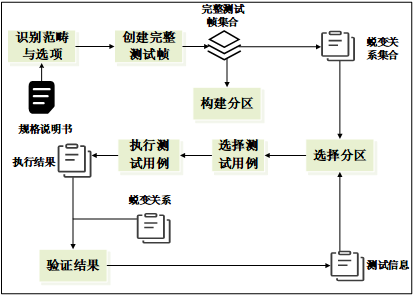 完整测试
帧集合
识别范畴
与选项
创建完整
测试帧
蜕变关
系集合
构建分区
规格说明书
执行结果
执行测
试用例
选择测
试用例
选择分区
蜕变关系
验证结果
测试信息